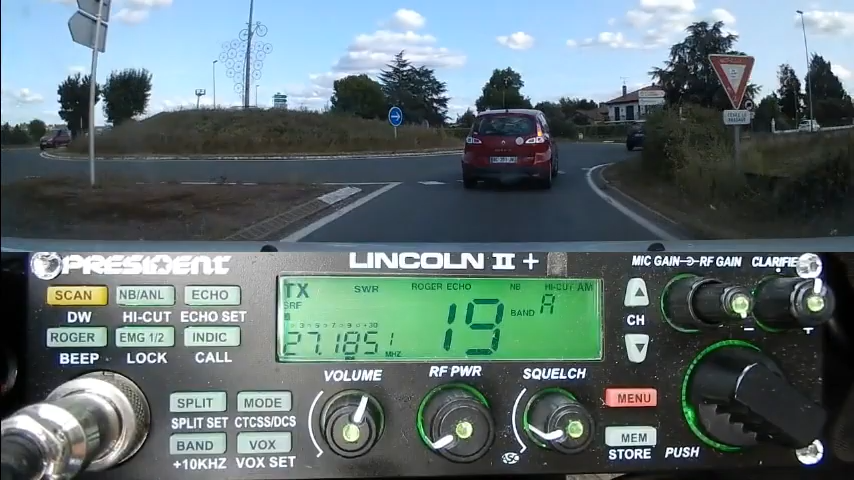 PRESIDENT
LINCOLN II +
MIC GAIN RF GAIN CLARIFIER
SCAN NB/ANL ECHO
DW HI-CUT ECHO SET
ROGER EMG 1/2 INDIC
BEEP LOCK CALL
TX SWR ROGER ECHO NB HI-CUT AM
SRF
19 BAND A
27.185 MHZ
CH
VOLUME RF PWR SQUELCH
SPLIT MODE
SPLIT SET CTCSS/DCS
BAND VOX
+10KHz VOX SET
ASC
MENU
MEM
STORE PUSH